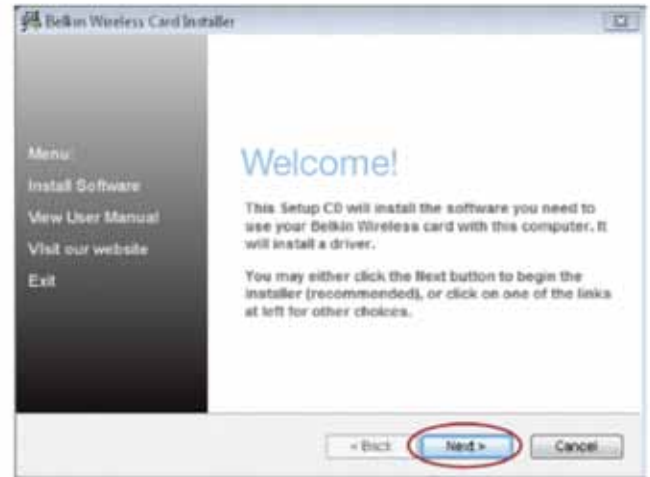 Belkin Wireless Card Installer
Menu:
Install Software
View User Manual
Visit our website
Exit
Welcome!
This Setup CD will install the software you need to
use your Belkin Wireless card with this computer. It
will install a driver.
You may either click the Next button to begin the
installer (recommended), or click on one of the links
at left for other choices.
< Back
Next >
Cancel